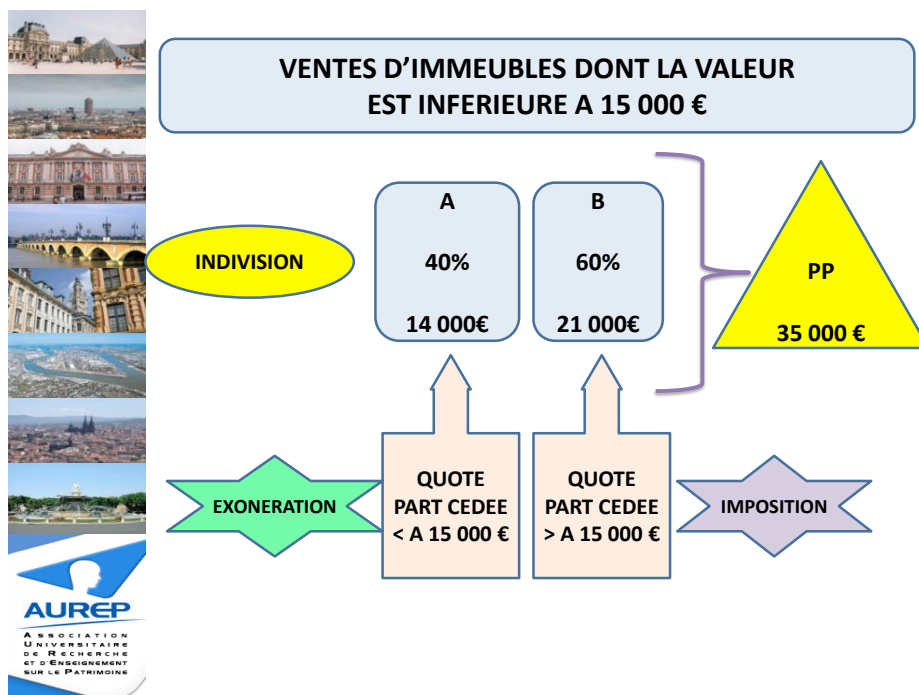 VENTES D'IMMEUBLES DONT LA VALEUR
EST INFERIEURE A 15 000 €
INDIVISION
A
40%
14 000€
B
60%
21 000€
PP
35 000 €
EXONERATION
QUOTE
PART CEDEE
< A 15 000 €
QUOTE
PART CEDEE
> A 15 000 €
IMPOSITION
AUREP
ASSOCIATION
UNIVERSITAIRE
DE RECHERCHE
ET D'ENSEIGNEMENT
SUR LE PATRIMOINE